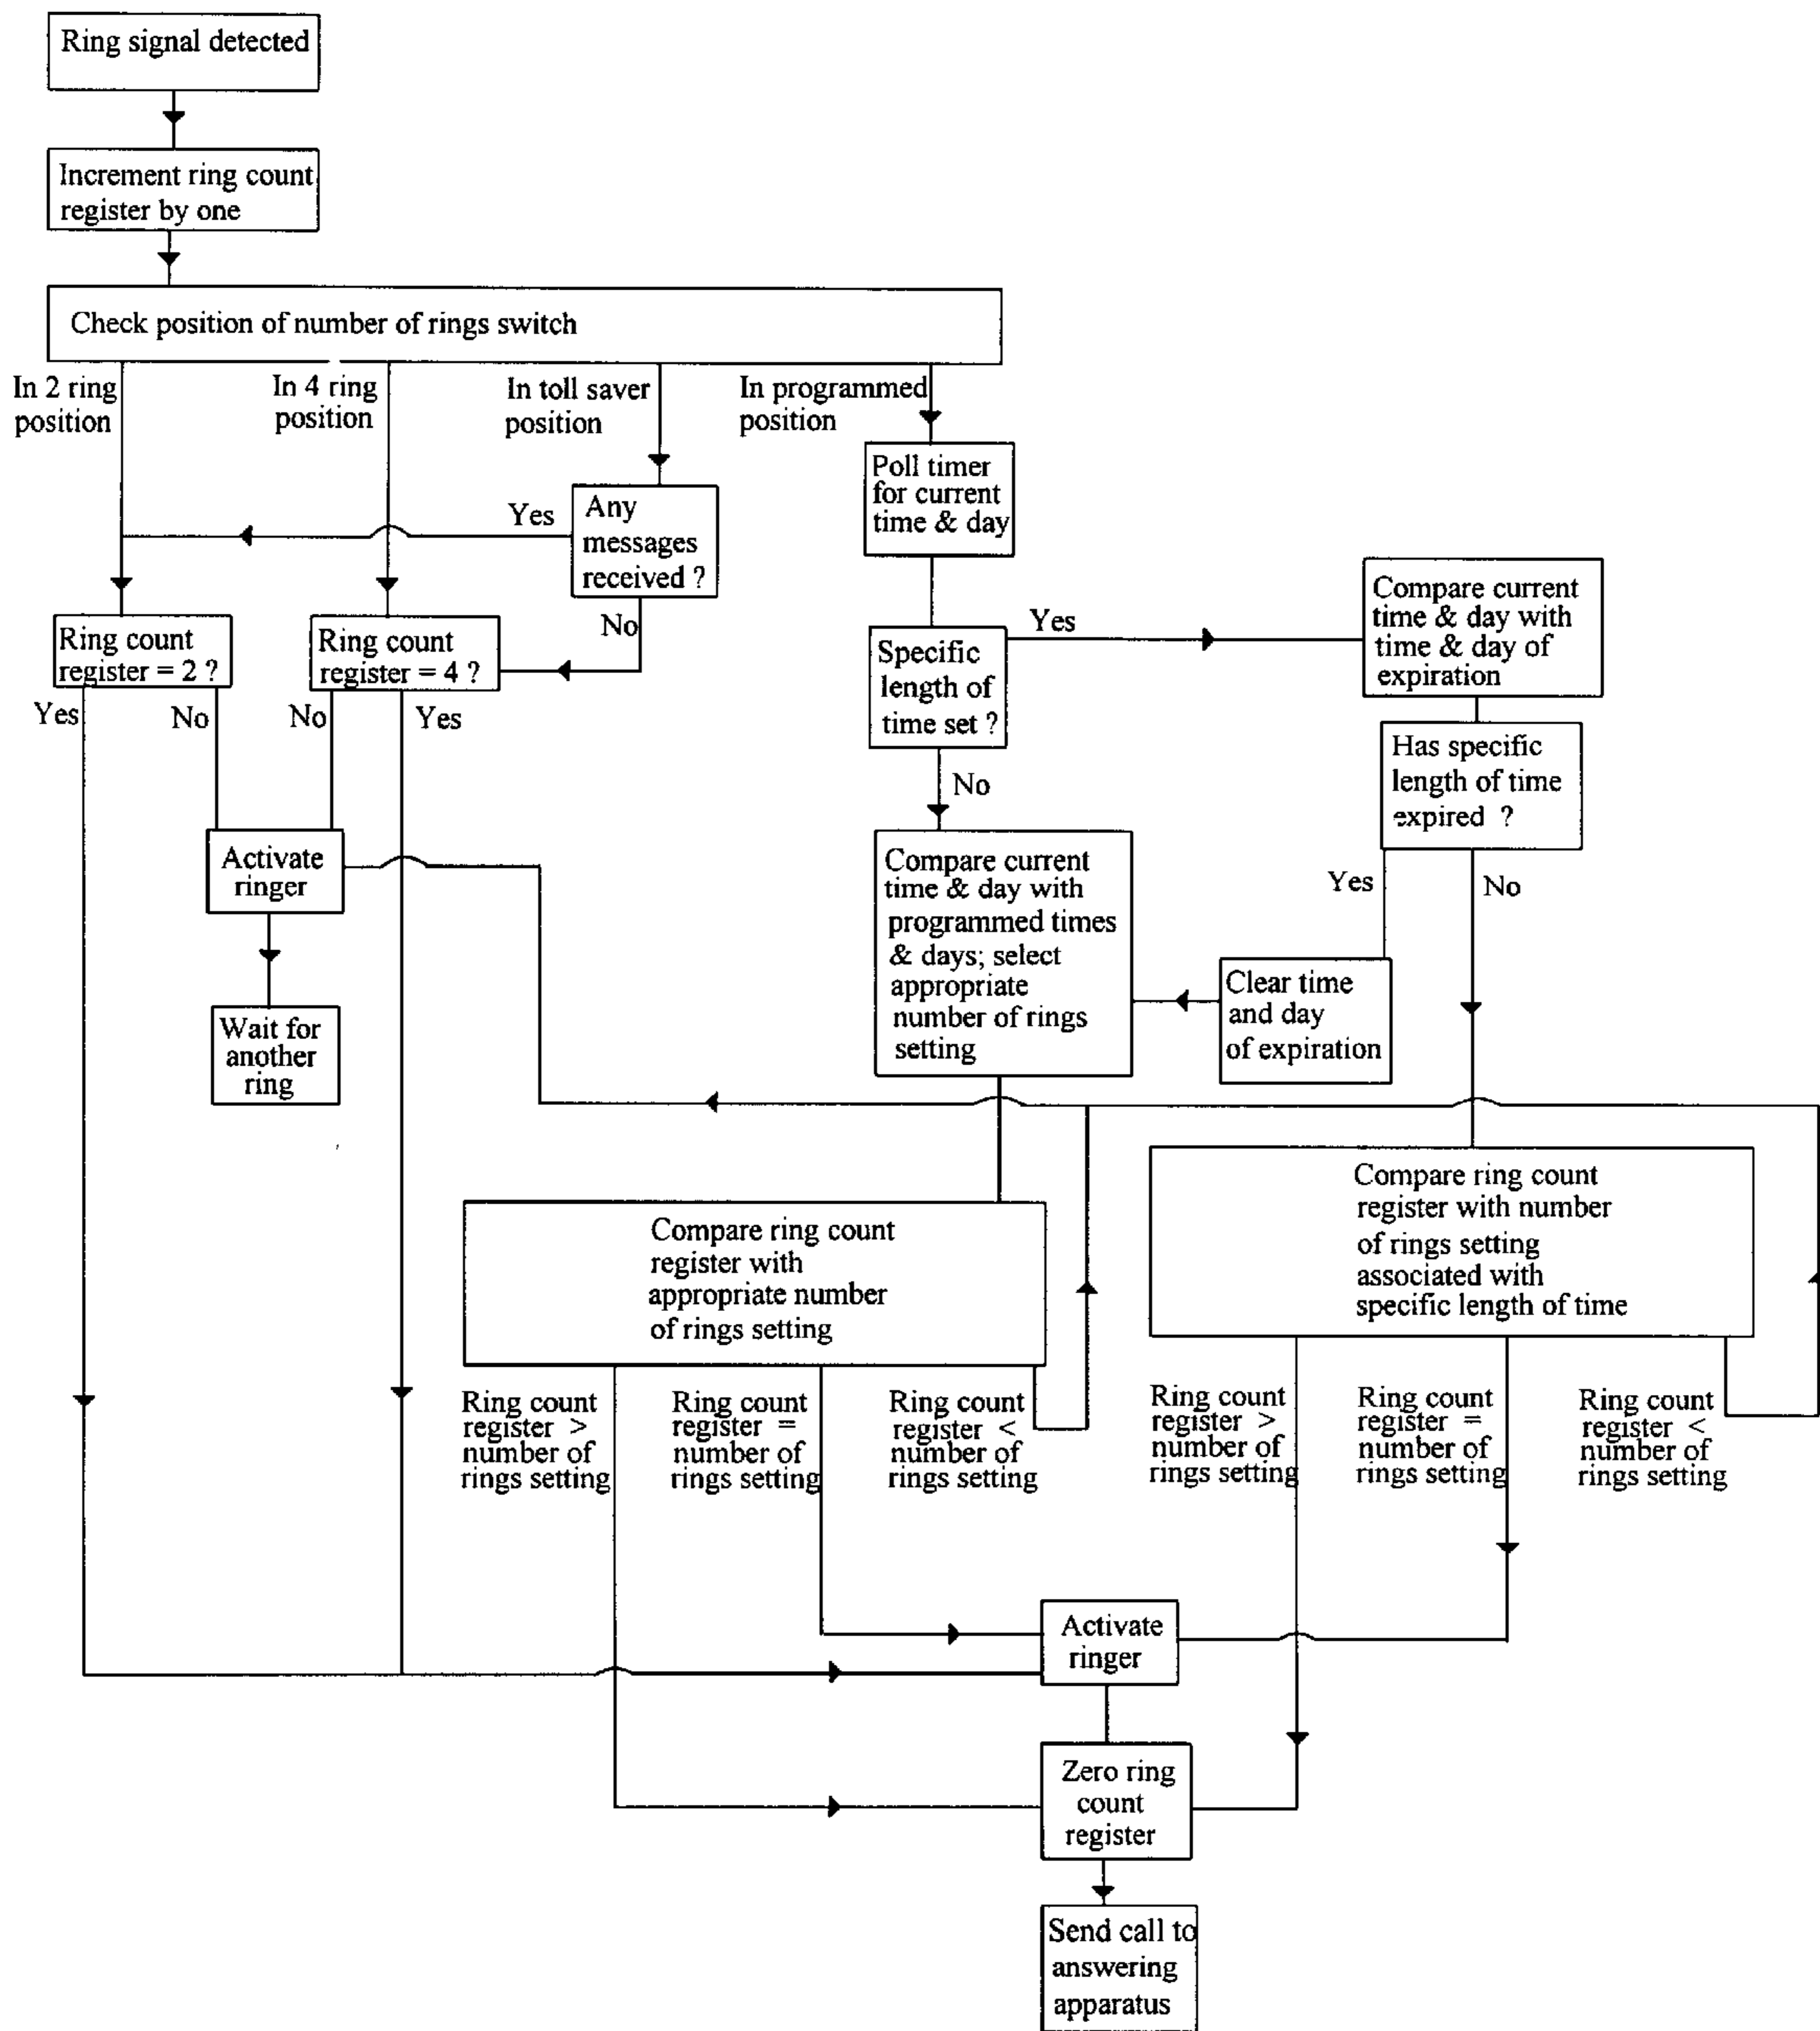 Ring signal detected
Increment ring count
register by one
Check position of number of rings switch
In 2 ring
position
In 4 ring
position
In toll saver
position
In programmed
position
Poll timer
for current
time & day
Yes
Any
messages
received ?
No
Ring count
register = 2 ?
Ring count
register = 4 ?
Specific
length of
time set ?
Yes
Compare current
time & day with
time & day of
expiration
Yes
No
No
Yes
No
Has specific
length of time
expired ?
Activate
ringer
Compare current
time & day with
programmed times
& days; select
appropriate
number of rings
setting
Yes
No
Clear time
and day
of expiration
Wait for
another
ring
Compare ring count
register with
appropriate number
of rings setting
Compare ring count
register with number
of rings setting
associated with
specific length of time
Ring count
register >
number of
rings setting
Ring count
register =
number of
rings setting
Ring count
register <
number of
rings setting
Ring count
register >
number of
rings setting
Ring count
register =
number of
rings setting
Ring count
register <
number of
rings setting
Activate
ringer
Zero ring
count
register
Send call to
answering
apparatus